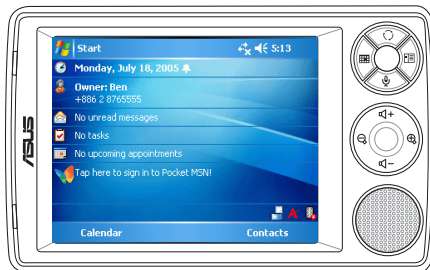 Start 5:13
Monday, July 18, 2005
Owner: Ben
+886 2 8765555
No unread messages
No tasks
No upcoming appointments
Tap here to sign in to Pocket MSN!
Calendar Contacts
ASUS